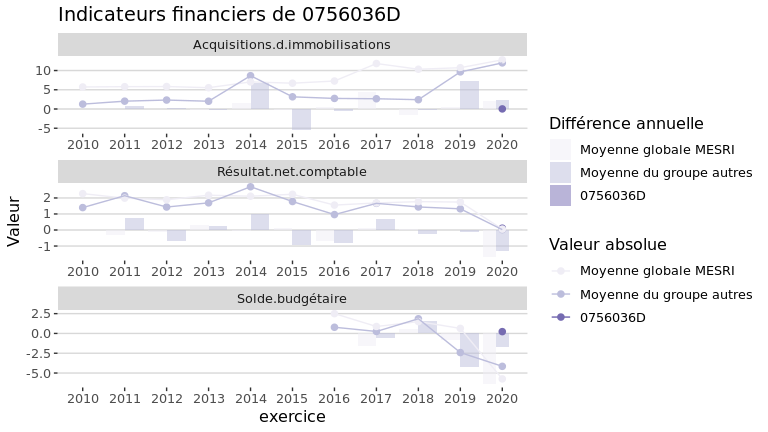 Indicateurs financiers de 0756036D
Acquisitions.d.immobilisations
10
5
0
-5
2010 2011 2012 2013 2014 2015 2016 2017 2018 2019 2020
Résultat.net.comptable
2
1
0
-1
2010 2011 2012 2013 2014 2015 2016 2017 2018 2019 2020
Solde.budgétaire
2.5
0.0
-2.5
-5.0
2010 2011 2012 2013 2014 2015 2016 2017 2018 2019 2020
exercice
Valeur
Différence annuelle
Moyenne globale MESRI
Moyenne du groupe autres
0756036D
Valeur absolue
Moyenne globale MESRI
Moyenne du groupe autres
0756036D